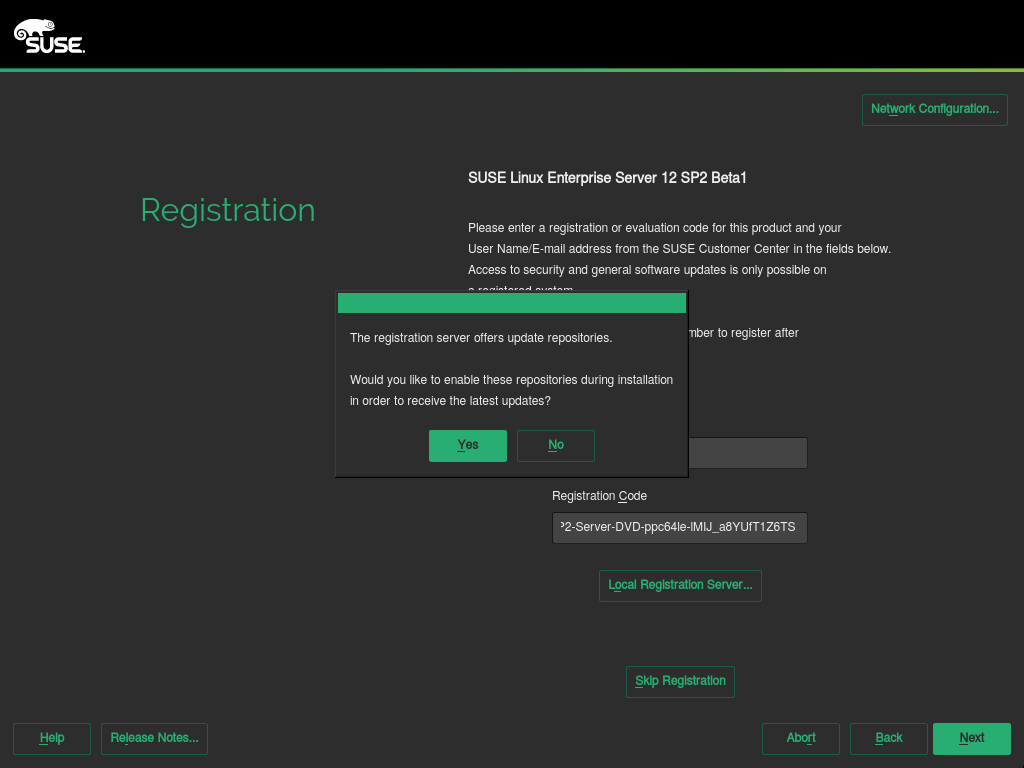 SUSE.
Network Configuration...
Registration
SUSE Linux Enterprise Server 12 SP2 Beta1
Please enter a registration or evaluation code for this product and your
User Name/E-mail address from the SUSE Customer Center in the fields below.
Access to security and general software updates is only possible on
a registered system.
The registration server offers update repositories.
to register after
Would you like to enable these repositories during installation
in order to receive the latest updates?
Yes
No
Registration Code
2-Server-DVD-ppc64le-lMIJ_a8YUfT1Z6TS
Local Registration Server...
Skip Registration
Help
Release Notes...
Abort
Back
Next